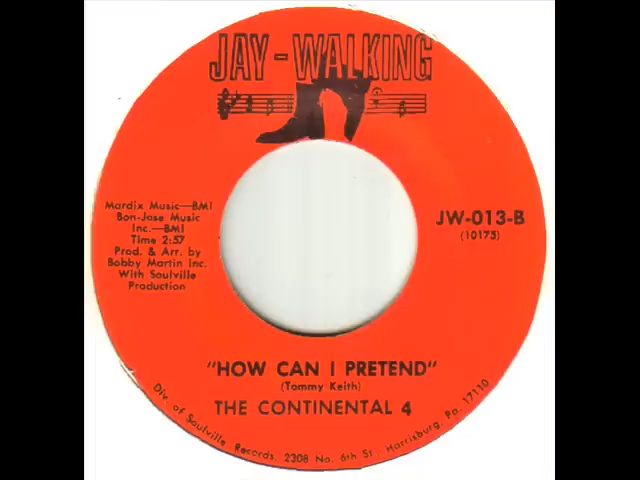 JAY-WALKING
Mardix Music—BMI
Bon-Jose Music
Inc.—BMI
Time 2:57
Prod. & Arr. by
Bobby Martin Inc.
With Soulville
Production
JW-013-B
(10175)
"HOW CAN I PRETEND"
(Tommy Keith)
THE CONTINENTAL 4
Div. of Soulville Records, 2308 No. 6th St., Harrisburg, Pa. 17110